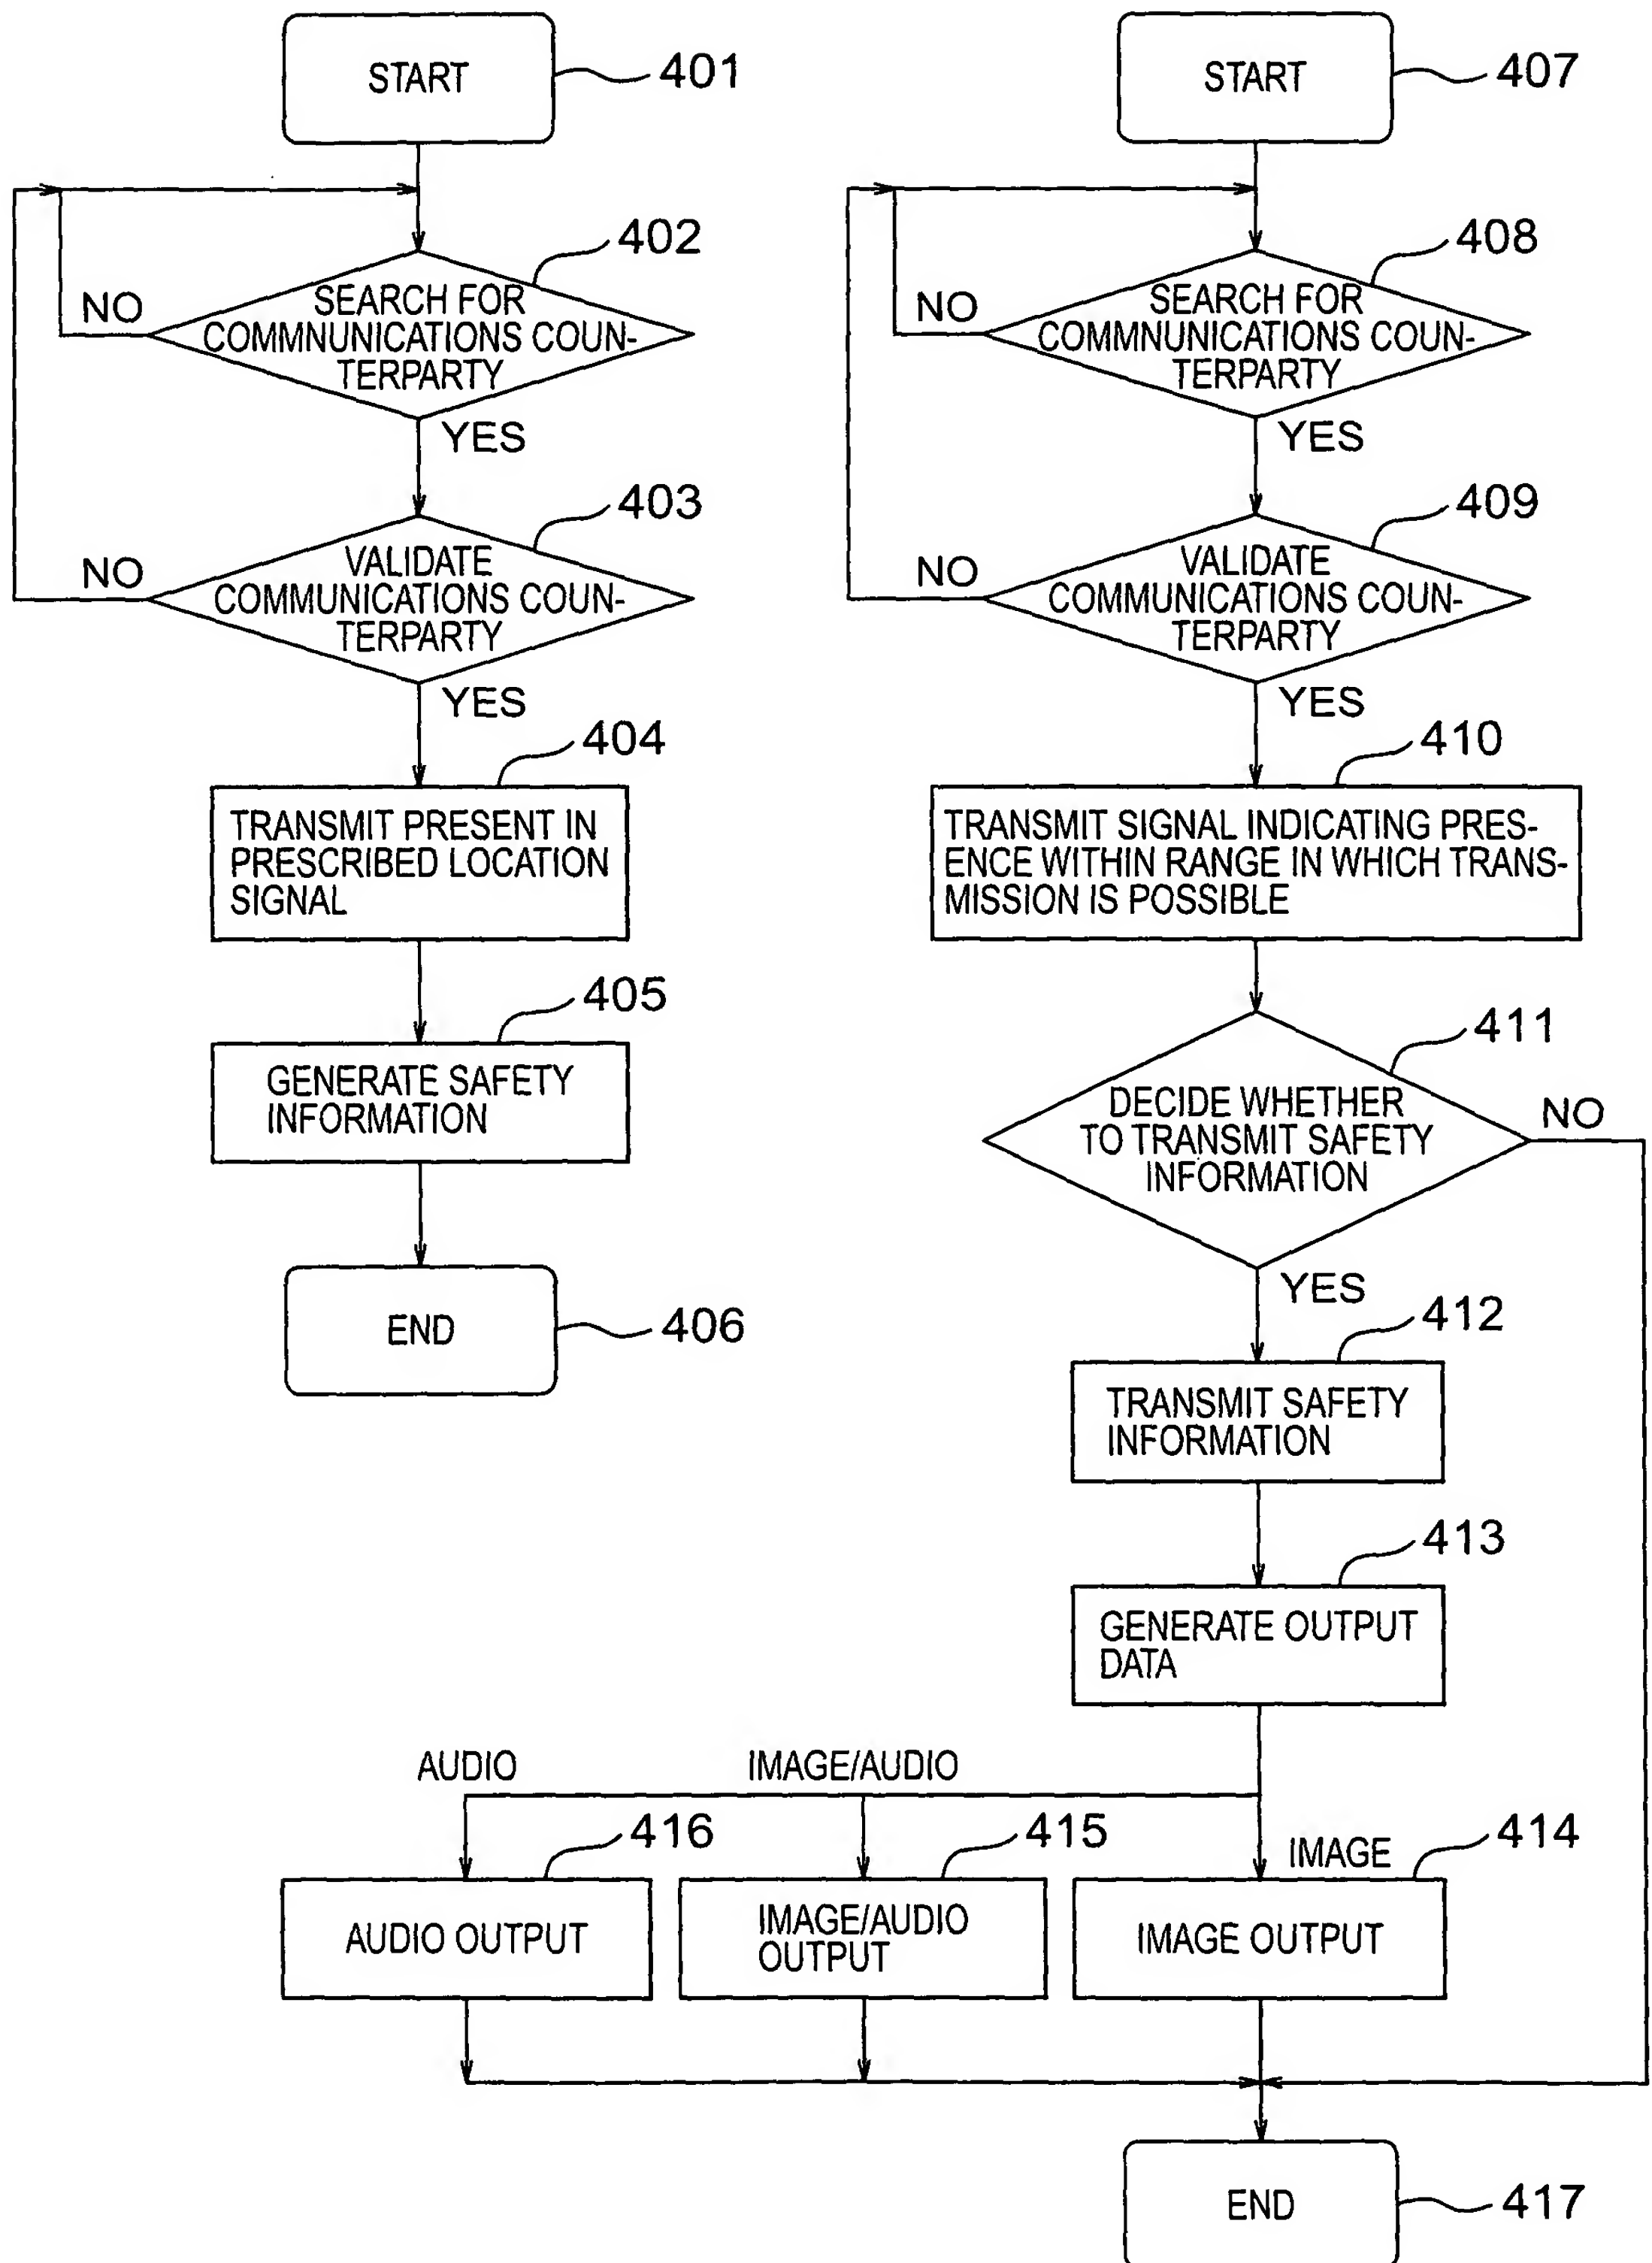 START
401
402
NO
SEARCH FOR
COMMNUNICATIONS COUN-
TERPARTY
YES
403
NO
VALIDATE
COMMUNICATIONS COUN-
TERPARTY
YES
404
TRANSMIT PRESENT IN
PRESCRIBED LOCATION
SIGNAL
405
GENERATE SAFETY
INFORMATION
END
406
START
407
408
NO
SEARCH FOR
COMMNUNICATIONS COUN-
TERPARTY
YES
409
NO
VALIDATE
COMMUNICATIONS COUN-
TERPARTY
YES
410
TRANSMIT SIGNAL INDICATING PRES-
ENCE WITHIN RANGE IN WHICH TRANS-
MISSION IS POSSIBLE
411
DECIDE WHETHER
TO TRANSMIT SAFETY
INFORMATION
NO
YES
412
TRANSMIT SAFETY
INFORMATION
413
GENERATE OUTPUT
DATA
AUDIO
IMAGE/AUDIO
IMAGE
416
AUDIO OUTPUT
415
IMAGE/AUDIO
OUTPUT
414
IMAGE OUTPUT
END
417